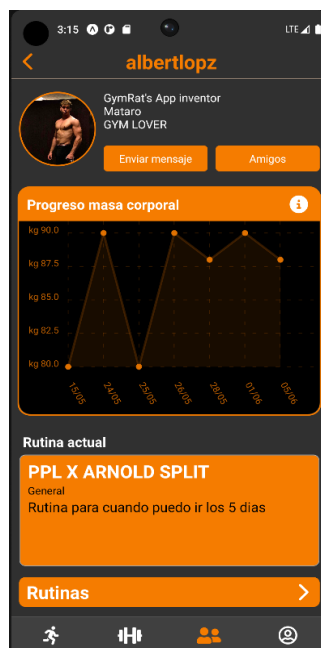 3:15
LTE
albertlopz
GymRat's App inventor
Mataro
GYM LOVER
Enviar mensaje
Amigos
Progreso masa corporal
kg 90.0
kg 87.5
kg 85.0
kg 82.5
kg 80.0
15/05
24/05
25/05
26/05
28/05
01/06
05/06
Rutina actual
PPL X ARNOLD SPLIT
General
Rutina para cuando puedo ir los 5 dias
Rutinas